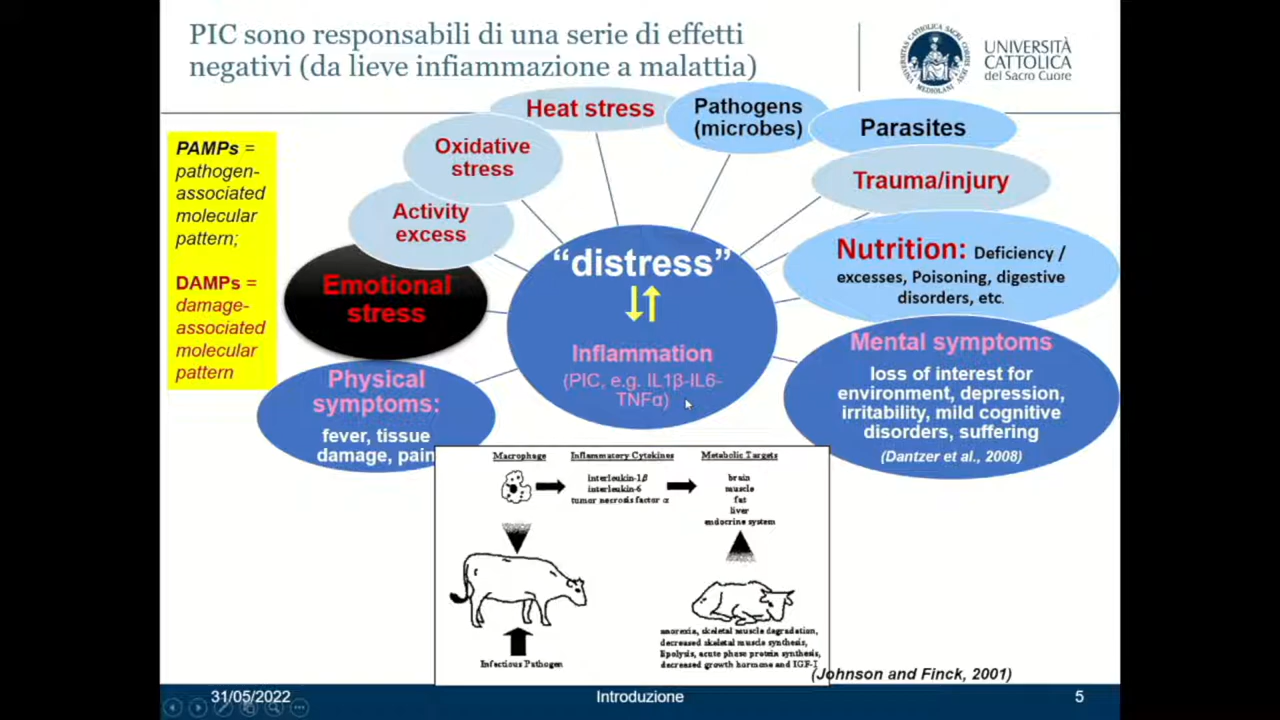 PIC sono responsabili di una serie di effetti
negativi (da lieve infiammazione a malattia)
UNIVERSITÀ
CATTOLICA
del Sacro Cuore
PAMPs =
pathogen-
associated
molecular
pattern;
DAMPs =
damage-
associated
molecular
pattern
Heat stress
Pathogens
(microbes)
Parasites
Oxidative
stress
Trauma/injury
Activity
excess
Nutrition: Deficiency /
excesses, Poisoning, digestive
disorders, etc.
Emotional
stress
"distress"
Inflammation
(PIC, e.g. IL1β-IL6-
TNFα)
Physical
symptoms:
fever, tissue
damage, pain
Mental symptoms
loss of interest for
environment, depression,
irritability, mild cognitive
disorders, suffering
(Dantzer et al., 2008)
Macrophage
Inflammatory Cytokines
interleukin-1β
interleukin-6
tumor necrosis factor α
Metabolic Targets
brain
muscle
fat
liver
endocrine system
Infectious Pathogen
anorexia, skeletal muscle degradation,
decreased skeletal muscle synthesis,
lipolysis, acute phase protein synthesis,
decreased growth hormone and IGF-I
(Johnson and Finck, 2001)
31/05/2022
Introduzione
5